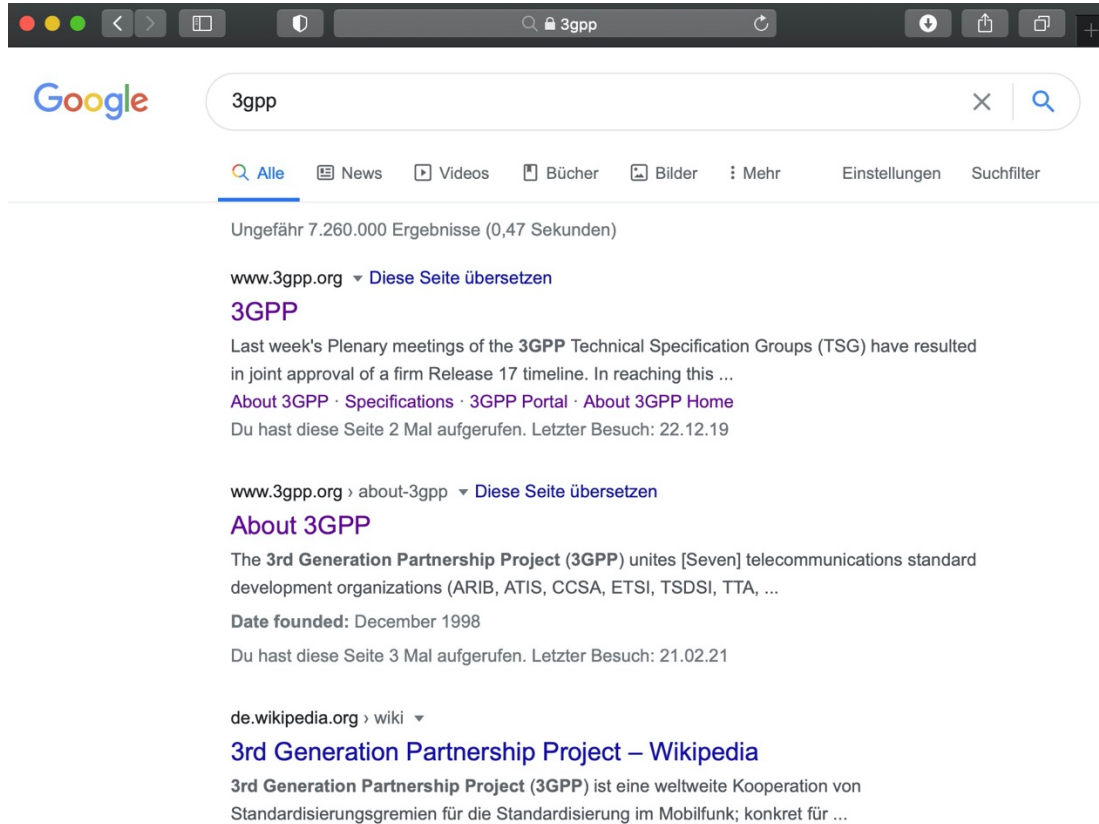 3gpp
Google
3gpp
Alle News Videos Bücher Bilder Mehr Einstellungen Suchfilter
Ungefähr 7.260.000 Ergebnisse (0,47 Sekunden)
www.3gpp.org Diese Seite übersetzen
3GPP
Last week's Plenary meetings of the 3GPP Technical Specification Groups (TSG) have resulted
in joint approval of a firm Release 17 timeline. In reaching this ...
About 3GPP · Specifications · 3GPP Portal · About 3GPP Home
Du hast diese Seite 2 Mal aufgerufen. Letzter Besuch: 22.12.19
www.3gpp.org › about-3gpp Diese Seite übersetzen
About 3GPP
The 3rd Generation Partnership Project (3GPP) unites [Seven] telecommunications standard
development organizations (ARIB, ATIS, CCSA, ETSI, TSDSI, TTA, ...
Date founded: December 1998
Du hast diese Seite 3 Mal aufgerufen. Letzter Besuch: 21.02.21
de.wikipedia.org › wiki
3rd Generation Partnership Project – Wikipedia
3rd Generation Partnership Project (3GPP) ist eine weltweite Kooperation von
Standardisierungsgremien für die Standardisierung im Mobilfunk; konkret für ...